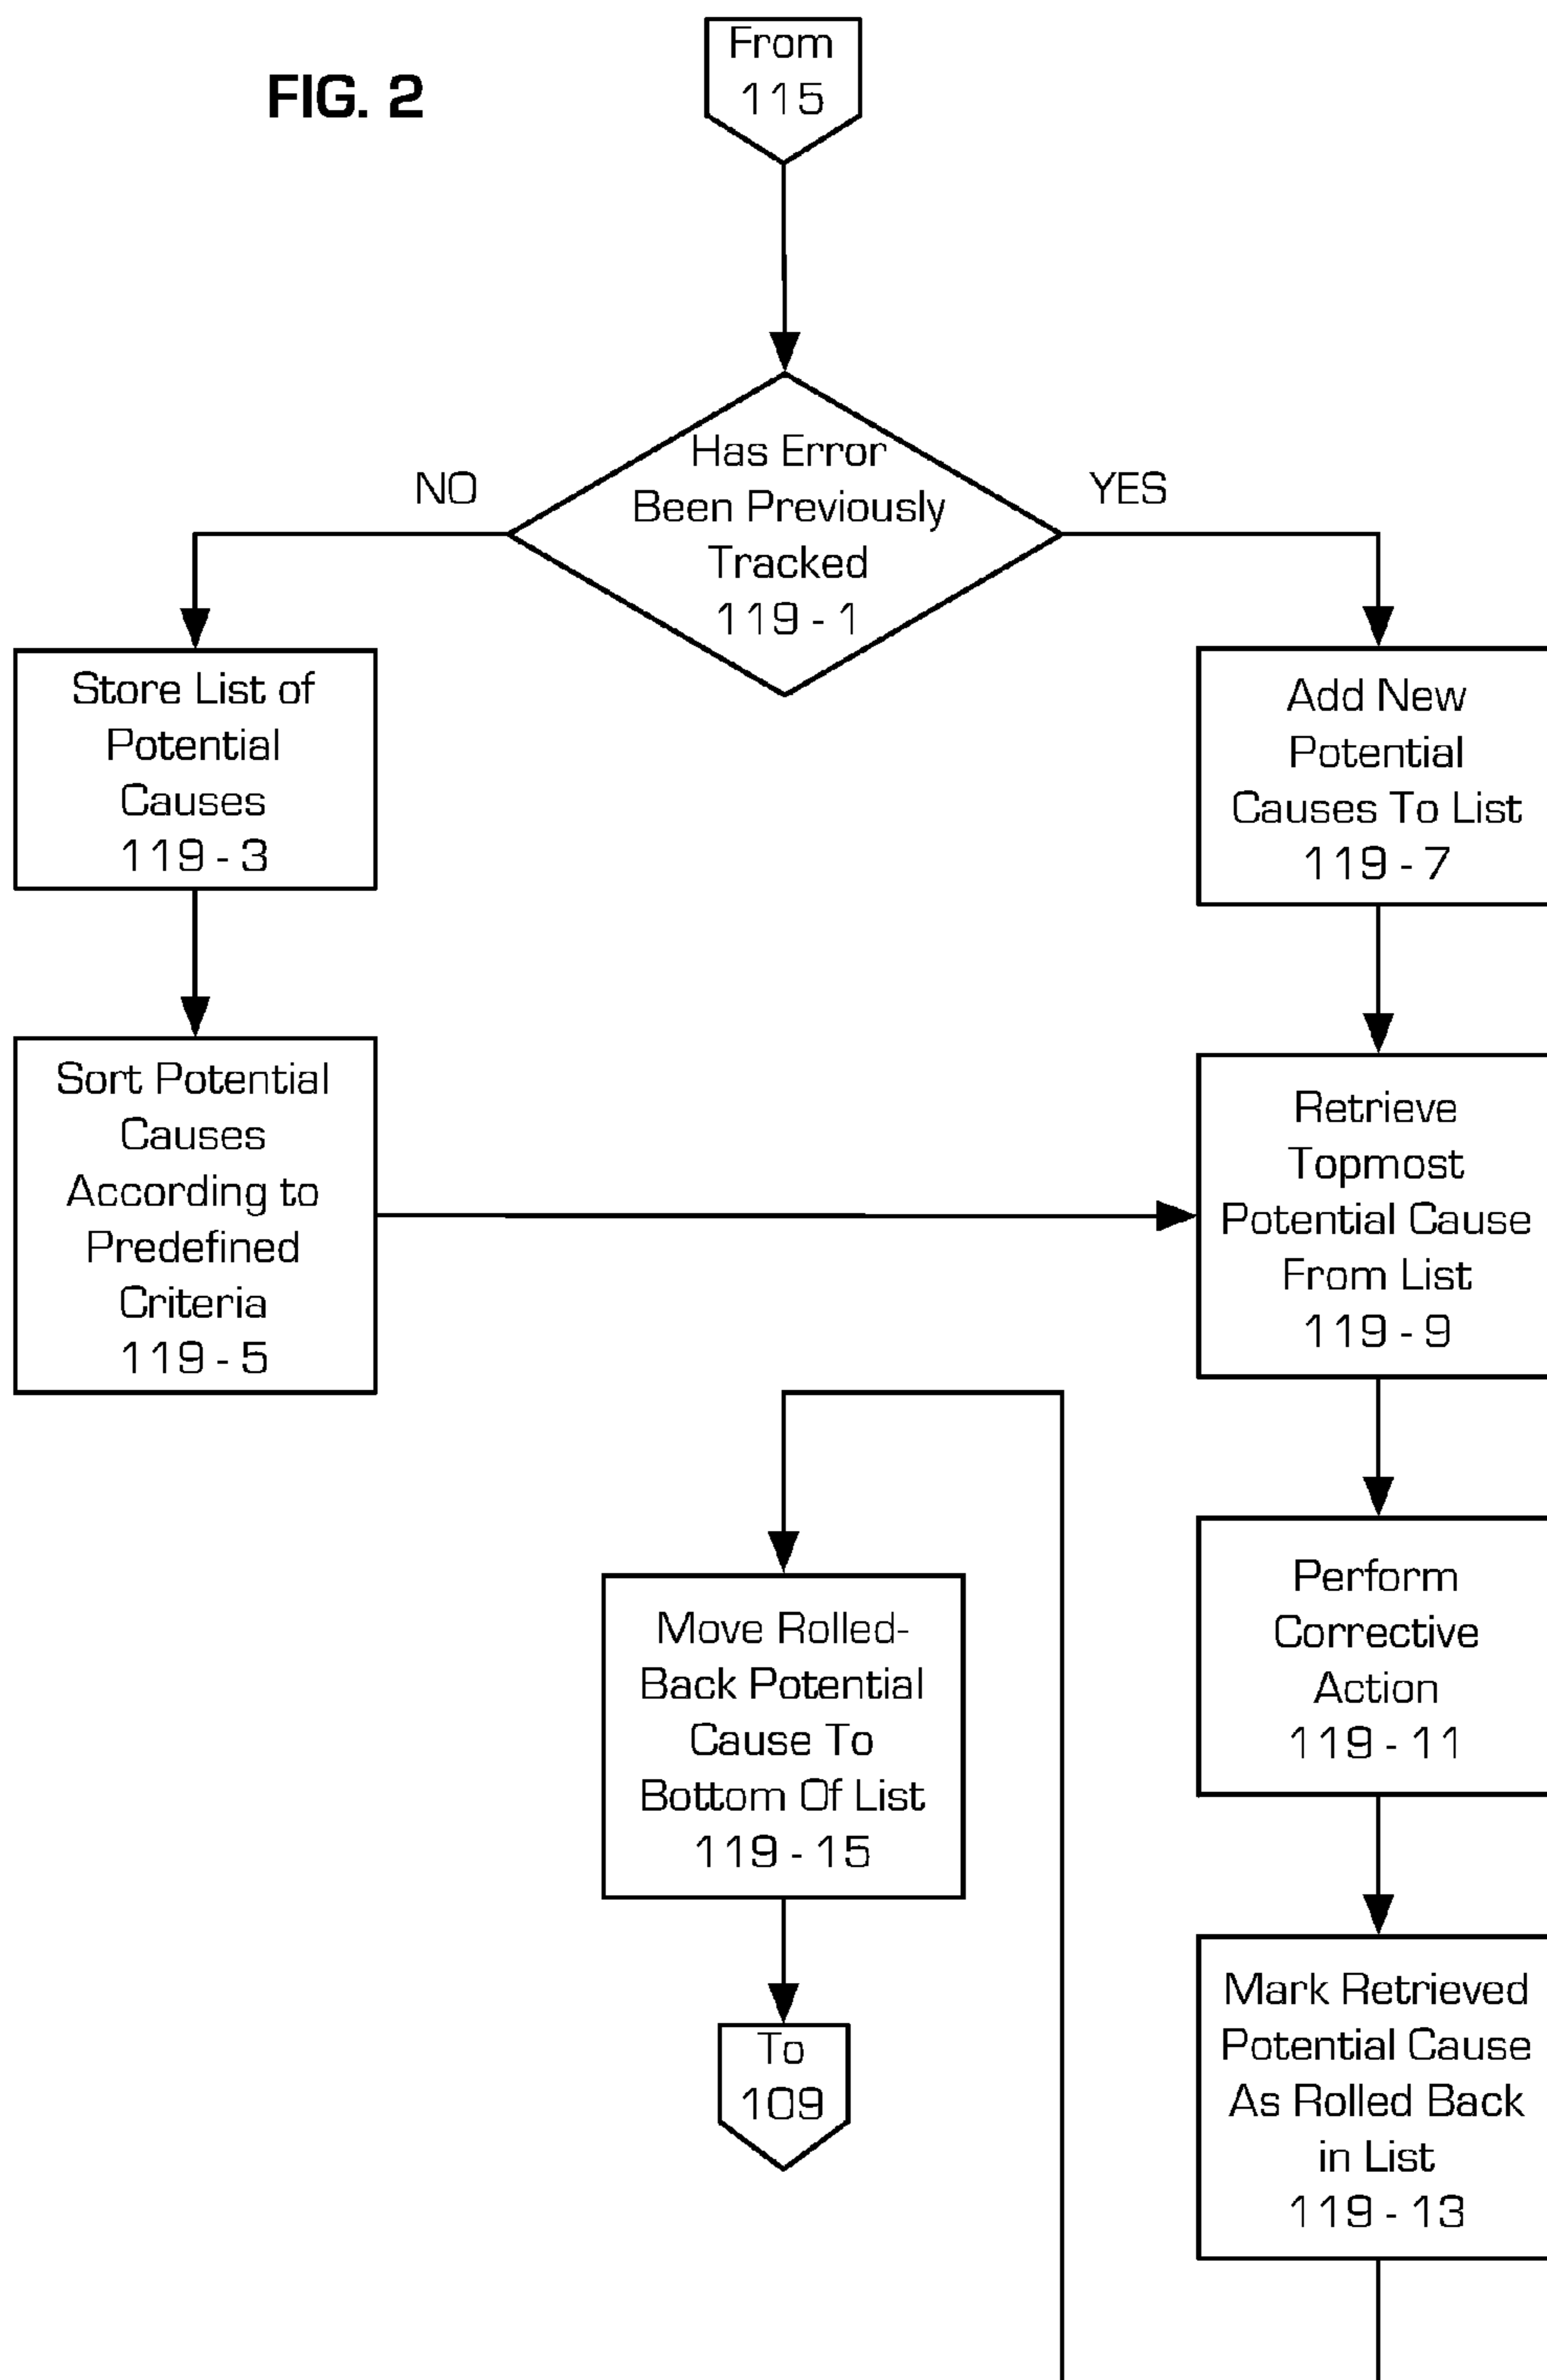 FIG. 2
From
115
Has Error
Been Previously
Tracked
119 - 1
NO
YES
Store List of
Potential
Causes
119 - 3
Add New
Potential
Causes To List
119 - 7
Sort Potential
Causes
According to
Predefined
Criteria
119 - 5
Retrieve
Topmost
Potential Cause
From List
119 - 9
Perform
Corrective
Action
119 - 11
Mark Retrieved
Potential Cause
As Rolled Back
in List
119 - 13
Move Rolled-
Back Potential
Cause To
Bottom Of List
119 - 15
To
109